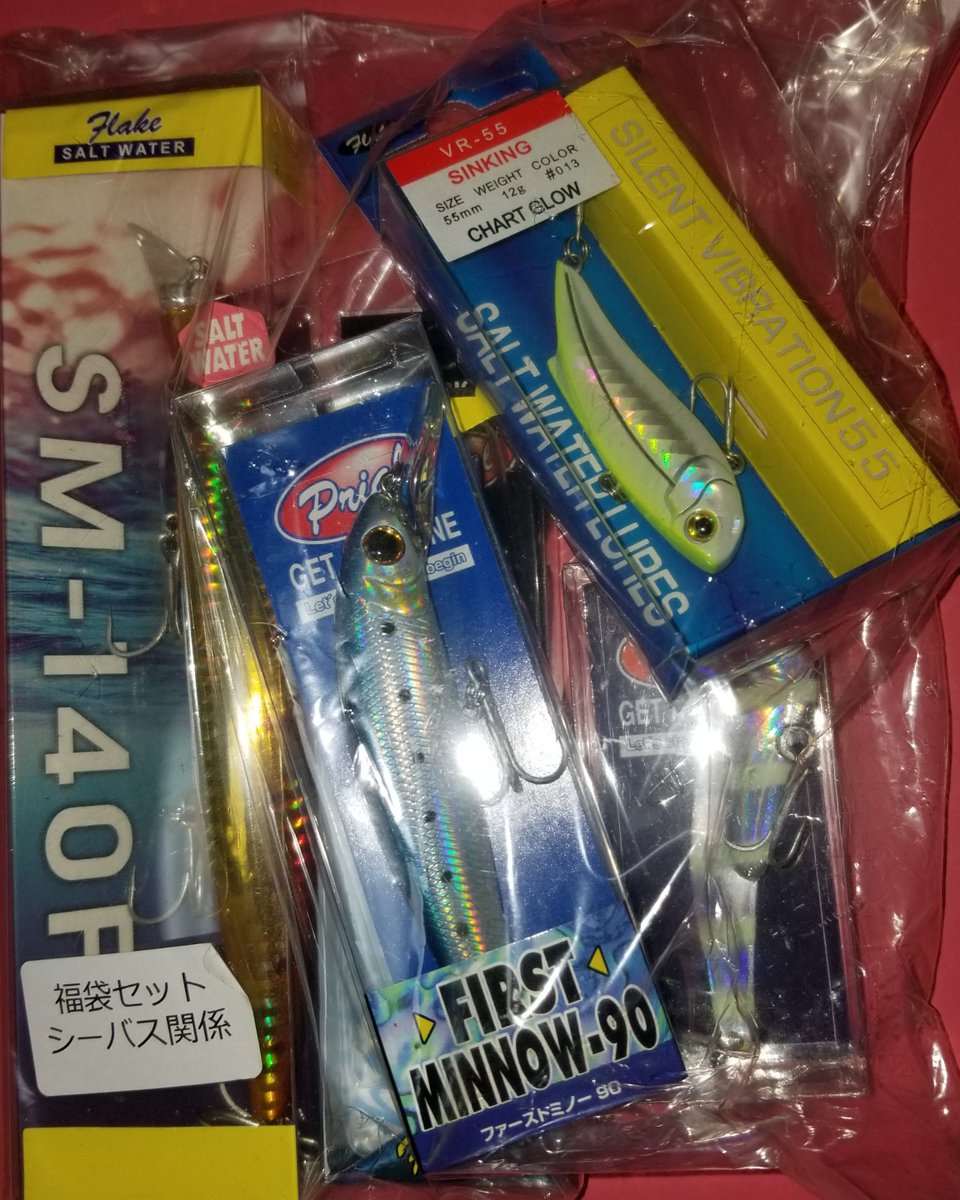 Flake
SALT WATER
SM-140F
SALT
WATER
福袋セット
シーバス関係
VR-55
SINKING
SIZE WEIGHT COLOR
55mm 12g #013
CHART GLOW
SILENT VIBRATION 55
SALT WATER LURES
GET
begin
FIRST
MINNOW-90
ファーストミノー 90
GET